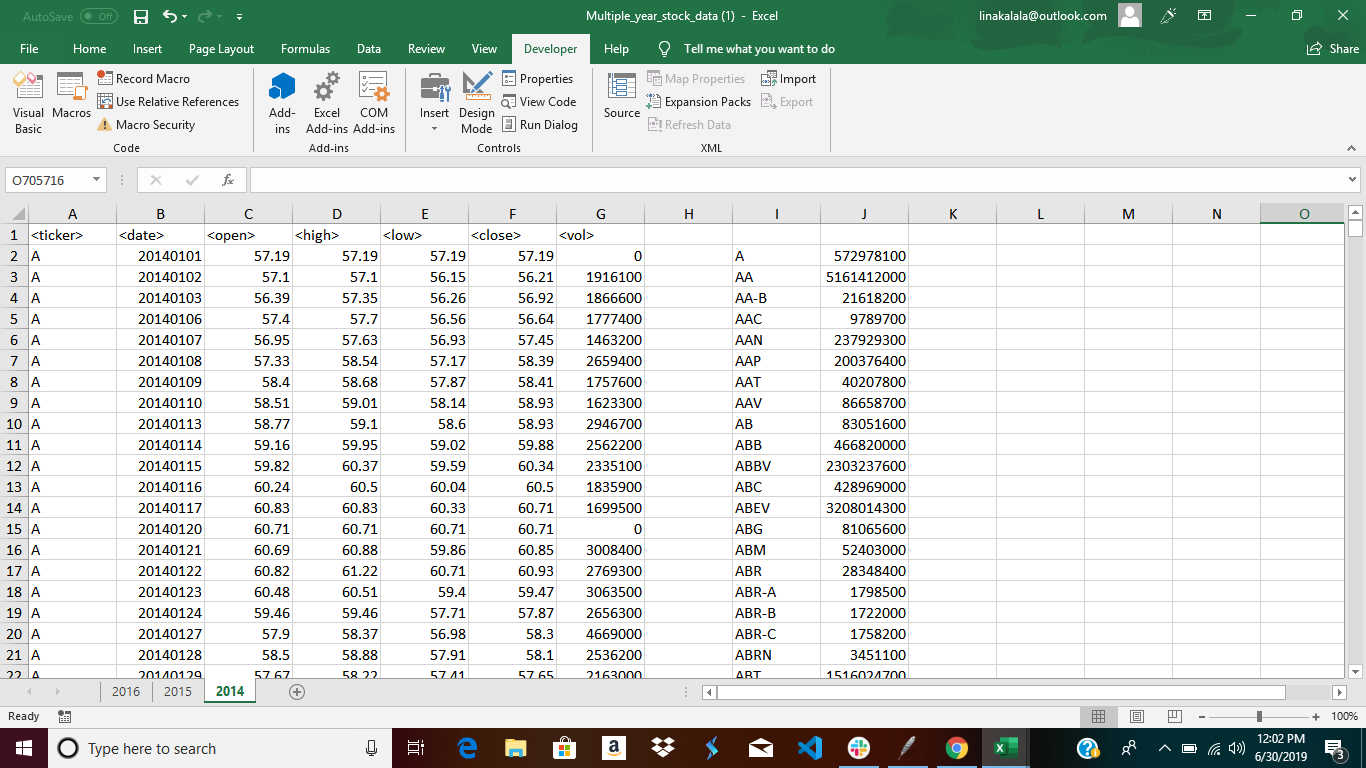 AutoSave Off Multiple_year_stock_data (1) - Excel linakalala@outlook.com
File Home Insert Page Layout Formulas Data Review View Developer Help Tell me what you want to do Share
Visual Basic
Macros
Record Macro
Use Relative References
Macro Security
Code
Add-ins
Excel Add-ins
COM Add-ins
Add-ins
Insert
Design Mode
Properties
View Code
Run Dialog
Controls
Source
Map Properties
Expansion Packs
Refresh Data
Import
Export
XML
O705716 fx
A B C D E F G H I J K L M N O
1 <ticker> <date> <open> <high> <low> <close> <vol>
2 A 20140101 57.19 57.19 57.19 57.19 0 A 572978100
3 A 20140102 57.1 57.1 56.15 56.21 1916100 AA 5161412000
4 A 20140103 56.39 57.35 56.26 56.92 1866600 AA-B 21618200
5 A 20140106 57.4 57.7 56.56 56.64 1777400 AAC 9789700
6 A 20140107 56.95 57.63 56.93 57.45 1463200 AAN 237929300
7 A 20140108 57.33 58.54 57.17 58.39 2659400 AAP 200376400
8 A 20140109 58.4 58.68 57.87 58.41 1757600 AAT 40207800
9 A 20140110 58.51 59.01 58.14 58.93 1623300 AAV 86658700
10 A 20140113 58.77 59.1 58.6 58.93 2946700 AB 83051600
11 A 20140114 59.16 59.95 59.02 59.88 2562200 ABB 466820000
12 A 20140115 59.82 60.37 59.59 60.34 2335100 ABBV 2303237600
13 A 20140116 60.24 60.5 60.04 60.5 1835900 ABC 428969000
14 A 20140117 60.83 60.83 60.33 60.71 1699500 ABEV 3208014300
15 A 20140120 60.71 60.71 60.71 60.71 0 ABG 81065600
16 A 20140121 60.69 60.88 59.86 60.85 3008400 ABM 52403000
17 A 20140122 60.82 61.22 60.71 60.93 2769300 ABR 28348400
18 A 20140123 60.48 60.51 59.4 59.47 3063500 ABR-A 1798500
19 A 20140124 59.46 59.46 57.71 57.87 2656300 ABR-B 1722000
20 A 20140127 57.9 58.37 56.98 58.3 4669000 ABR-C 1758200
21 A 20140128 58.5 58.88 57.91 58.1 2536200 ABRN 3451100
22 A 20140129 57.67 58.22 57.41 57.65 2163000 ABT 1516024700
2016 2015 2014
Ready 100%
Type here to search 12:02 PM
6/30/2019 3